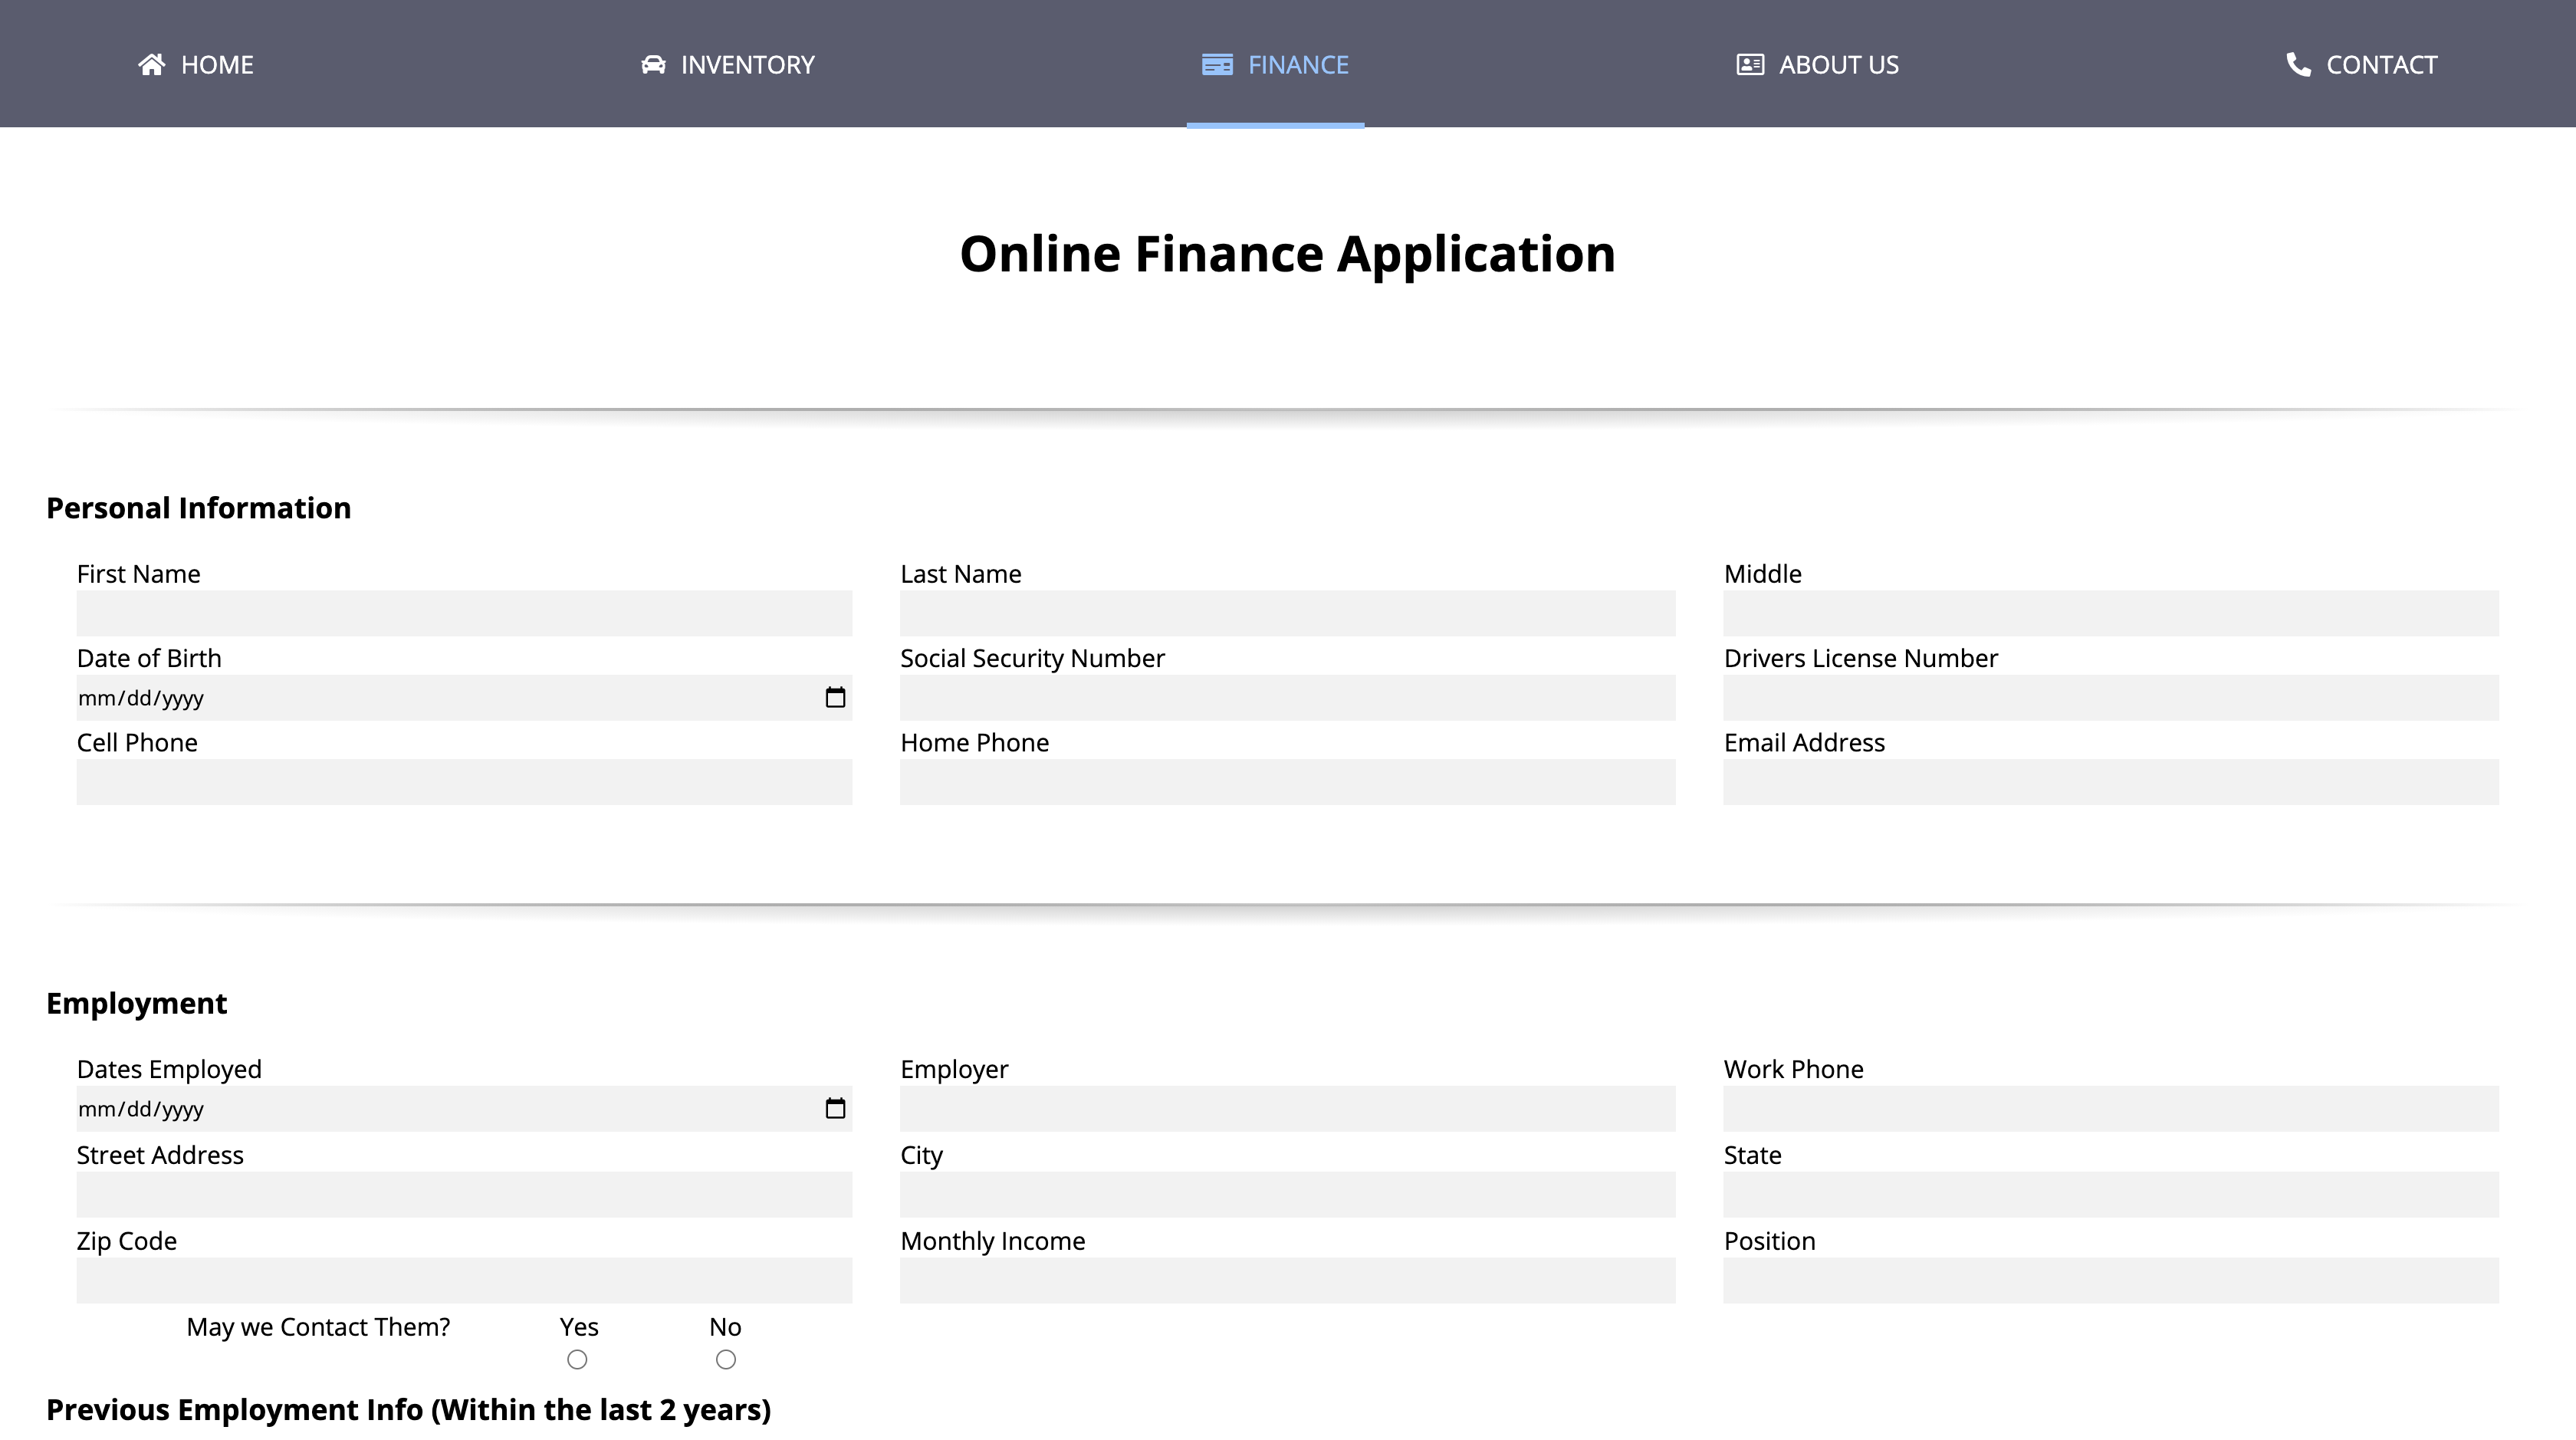 HOME INVENTORY FINANCE ABOUT US CONTACT
Online Finance Application
Personal Information
First Name Last Name Middle
Date of Birth Social Security Number Drivers License Number
mm/dd/yyyy
Cell Phone Home Phone Email Address
Employment
Dates Employed Employer Work Phone
mm/dd/yyyy
Street Address City State
Zip Code Monthly Income Position
May we Contact Them? Yes No
Previous Employment Info (Within the last 2 years)